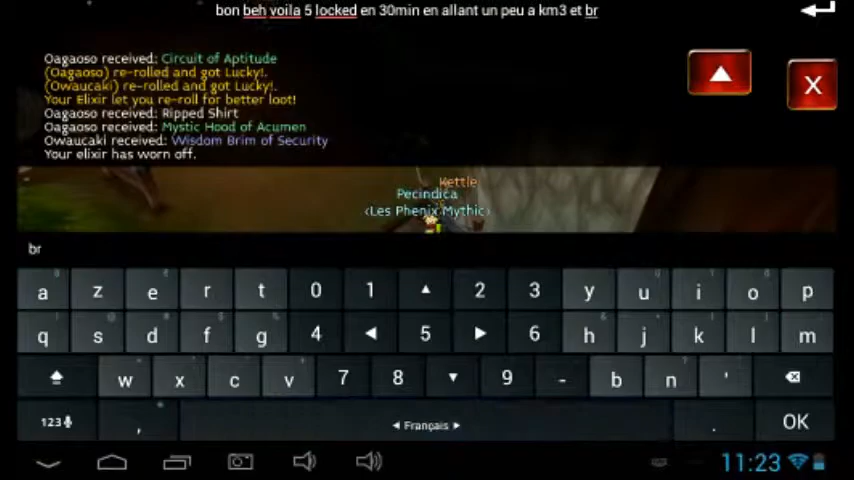 bon beh voila 5 locked en 30min en allant un peu a km3 et br
Oagaoso received: Circuit of Aptitude
(Oagaoso) re-rolled and got Lucky!.
(Owaucaki) re-rolled and got Lucky!.
Your Elixir let you re-roll for better loot!
Oagaoso received: Ripped Shirt
Oagaoso received: Mystic Hood of Acumen
Owaucaki received: Wisdom Brim of Security
Your elixir has worn off.
X
Kettle
Pecindica
<Les Phenix Mythic>
br
a z e r t 0 1 2 3 y u i o p
q s d f g 4 5 6 h j k l m
w x c v 7 8 9 - b n '
123 , Français . OK
11:23